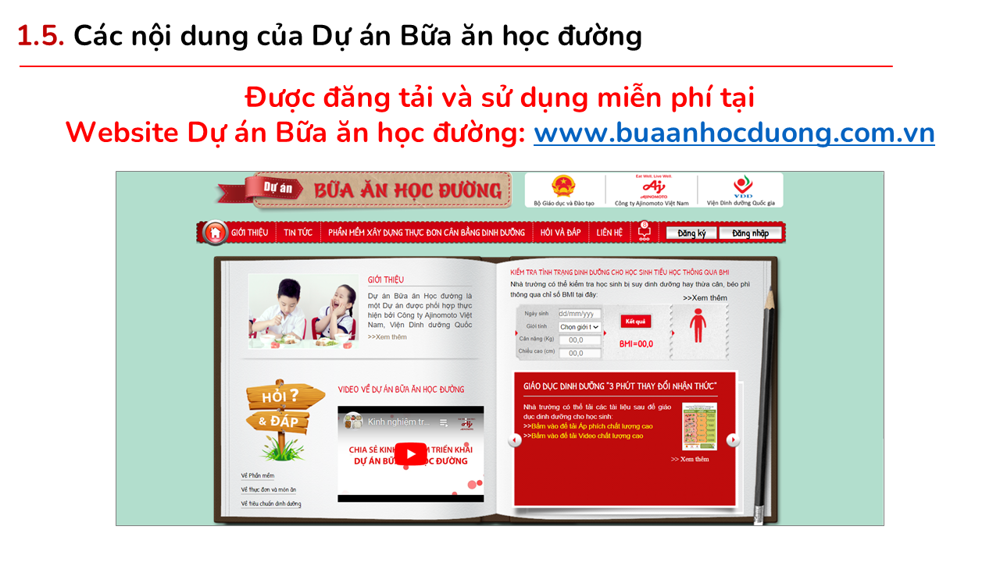 1.5. Các nội dung của Dự án Bữa ăn học đường
Được đăng tải và sử dụng miễn phí tại
Website Dự án Bữa ăn học đường: www.buaanhocduong.com.vn
Dự án BỮA ĂN HỌC ĐƯỜNG
Bộ Giáo dục và Đào tạo
Eat Well, Live Well.
AJINOMOTO
Công ty Ajinomoto Việt Nam
VDD
Viện Dinh dưỡng Quốc gia
GIỚI THIỆU
TIN TỨC
PHẦN MỀM XÂY DỰNG THỰC ĐƠN CÂN BẰNG DINH DƯỠNG
HỎI VÀ ĐÁP
LIÊN HỆ
8
Đăng ký
Đăng nhập
GIỚI THIỆU
Dự án Bữa ăn Học đường là
một Dự án được phối hợp thực
hiện bởi Công ty Ajinomoto Việt
Nam, Viện Dinh dưỡng Quốc
>>Xem thêm
HỎI ?
& ĐÁP
Về Phần mềm
Về thực đơn và món ăn
Về tiêu chuẩn dinh dưỡng
VIDEO VỀ DỰ ÁN BỮA ĂN HỌC ĐƯỜNG
Kinh nghiệm tr...
AJINOMOTO
CHIA SẺ KINH M TRIỂN KHAI
DỰ ÁN BỮ ỌC ĐƯỜNG
KIỂM TRA TÌNH TRẠNG DINH DƯỠNG CHO HỌC SINH TIỂU HỌC THÔNG QUA BMI
Nhà trường có thể kiểm tra học sinh bị suy dinh dưỡng hay thừa cân, béo phì
thông qua chỉ số BMI tại đây:
>>Xem thêm
Ngày sinh dd/mm/yyy
Giới tính Chọn giới t
Cân nặng (Kg) 00,0
Chiều cao (cm) 00,0
Kết quả
BMI=00,0
GIÁO DỤC DINH DƯỠNG "3 PHÚT THAY ĐỔI NHẬN THỨC"
Nhà trường có thể tải các tài liệu sau để giáo
dục dinh dưỡng cho học sinh:
>>Bấm vào để tải Áp phích chất lượng cao
>>Bấm vào để tải Video chất lượng cao
>> Xem thêm